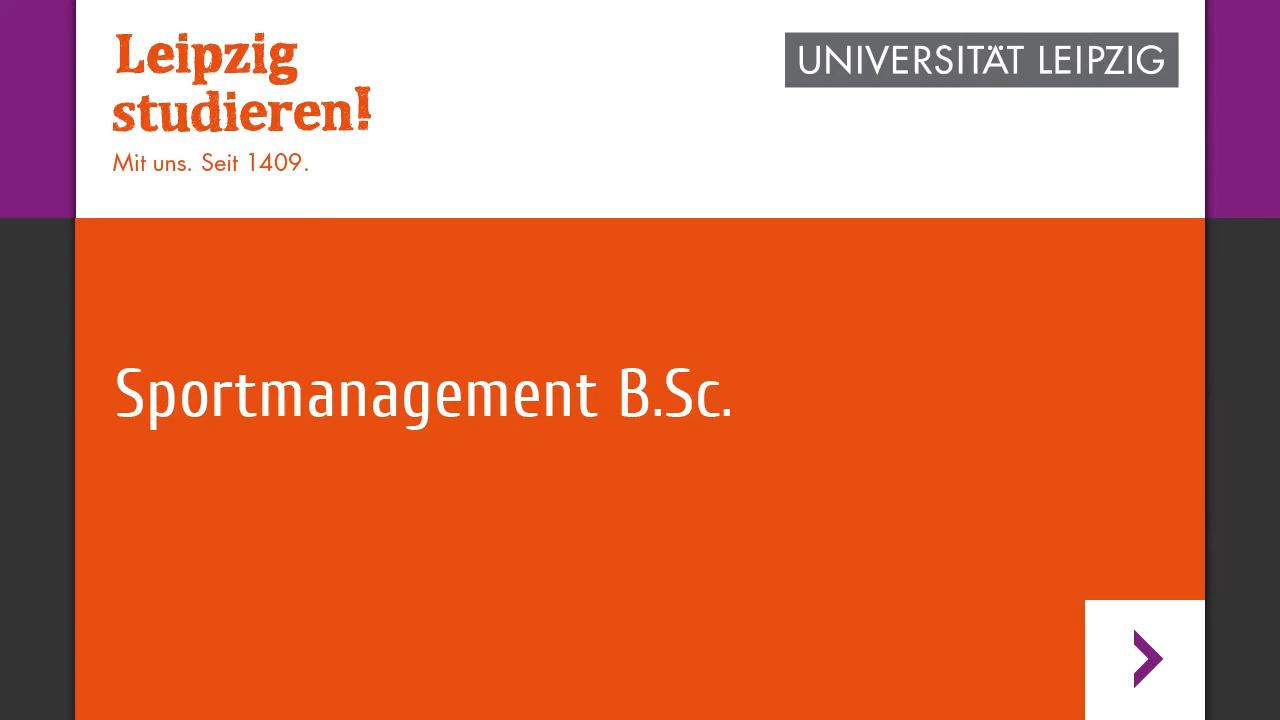 Leipzig
studieren!
Mit uns. Seit 1409.
UNIVERSITÄT LEIPZIG
Sportmanagement B.Sc.